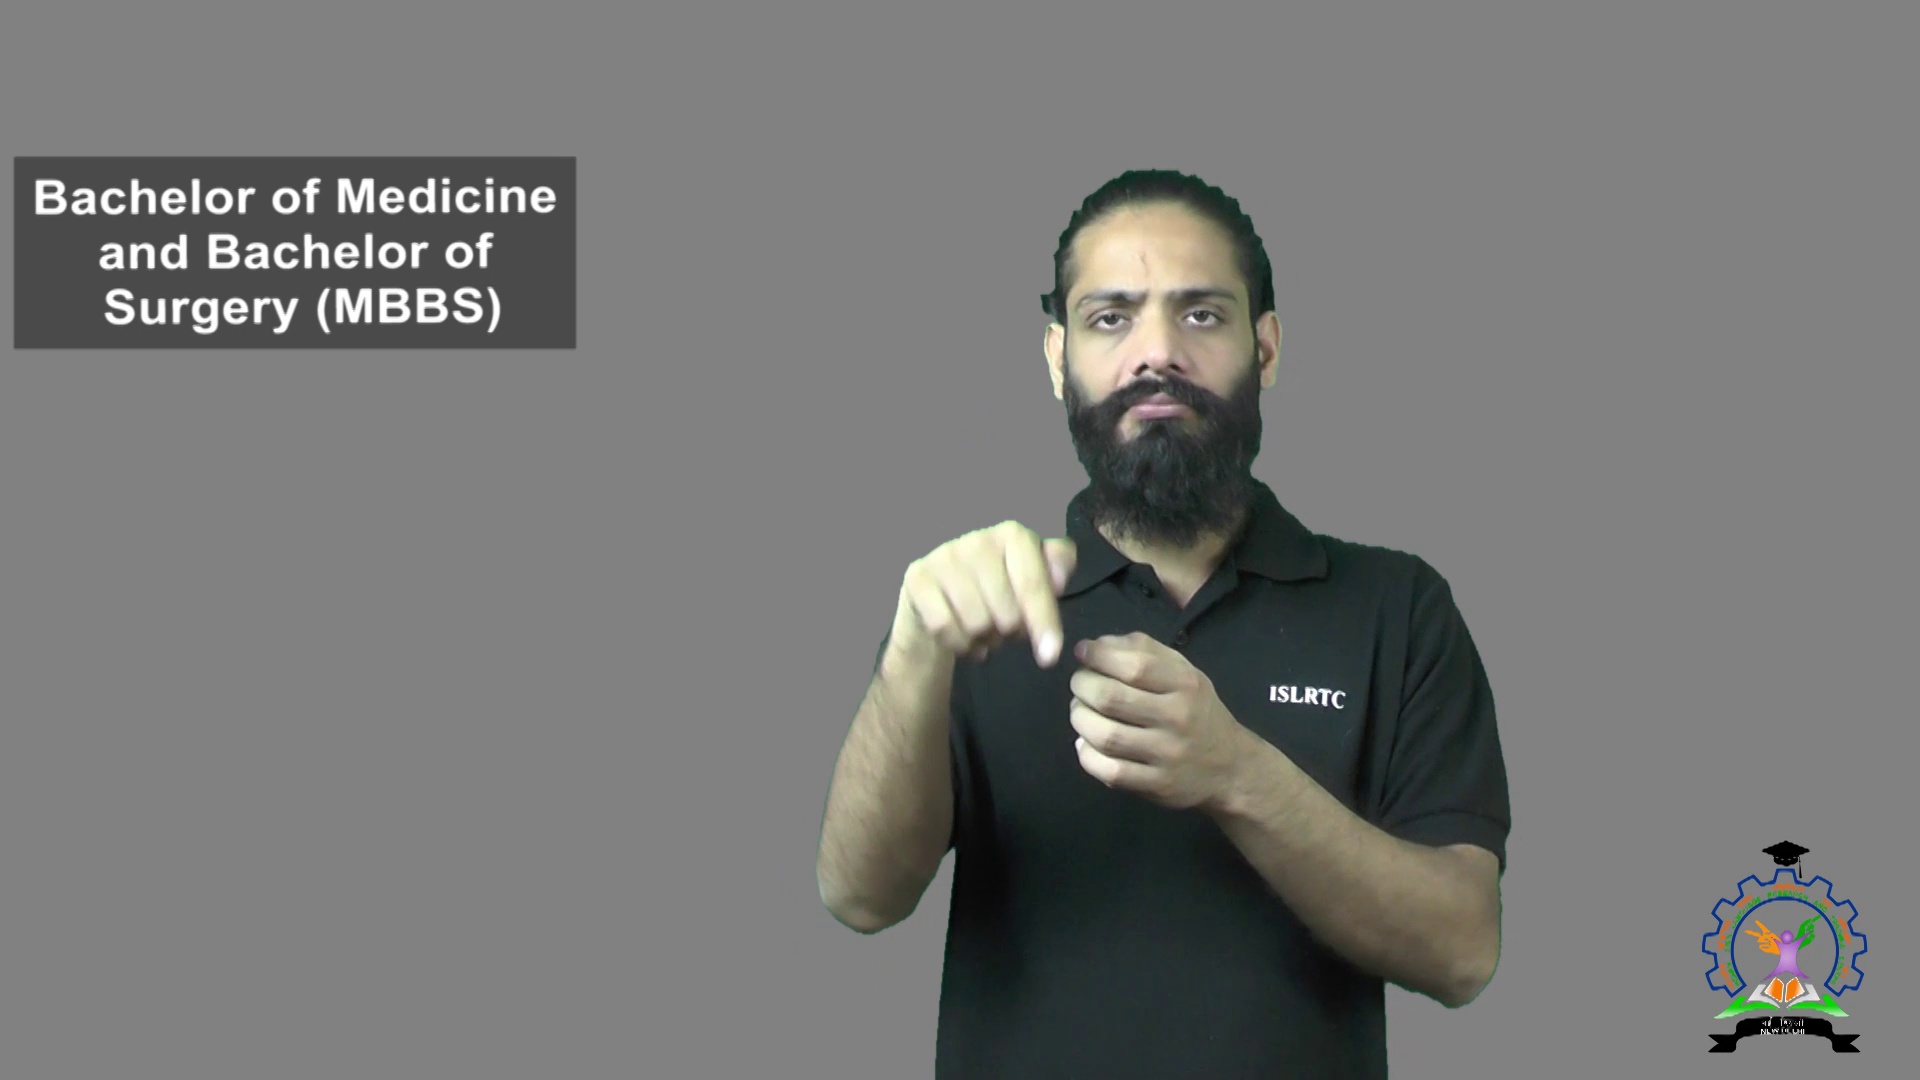 Bachelor of Medicine
and Bachelor of
Surgery (MBBS)
ISLRTC